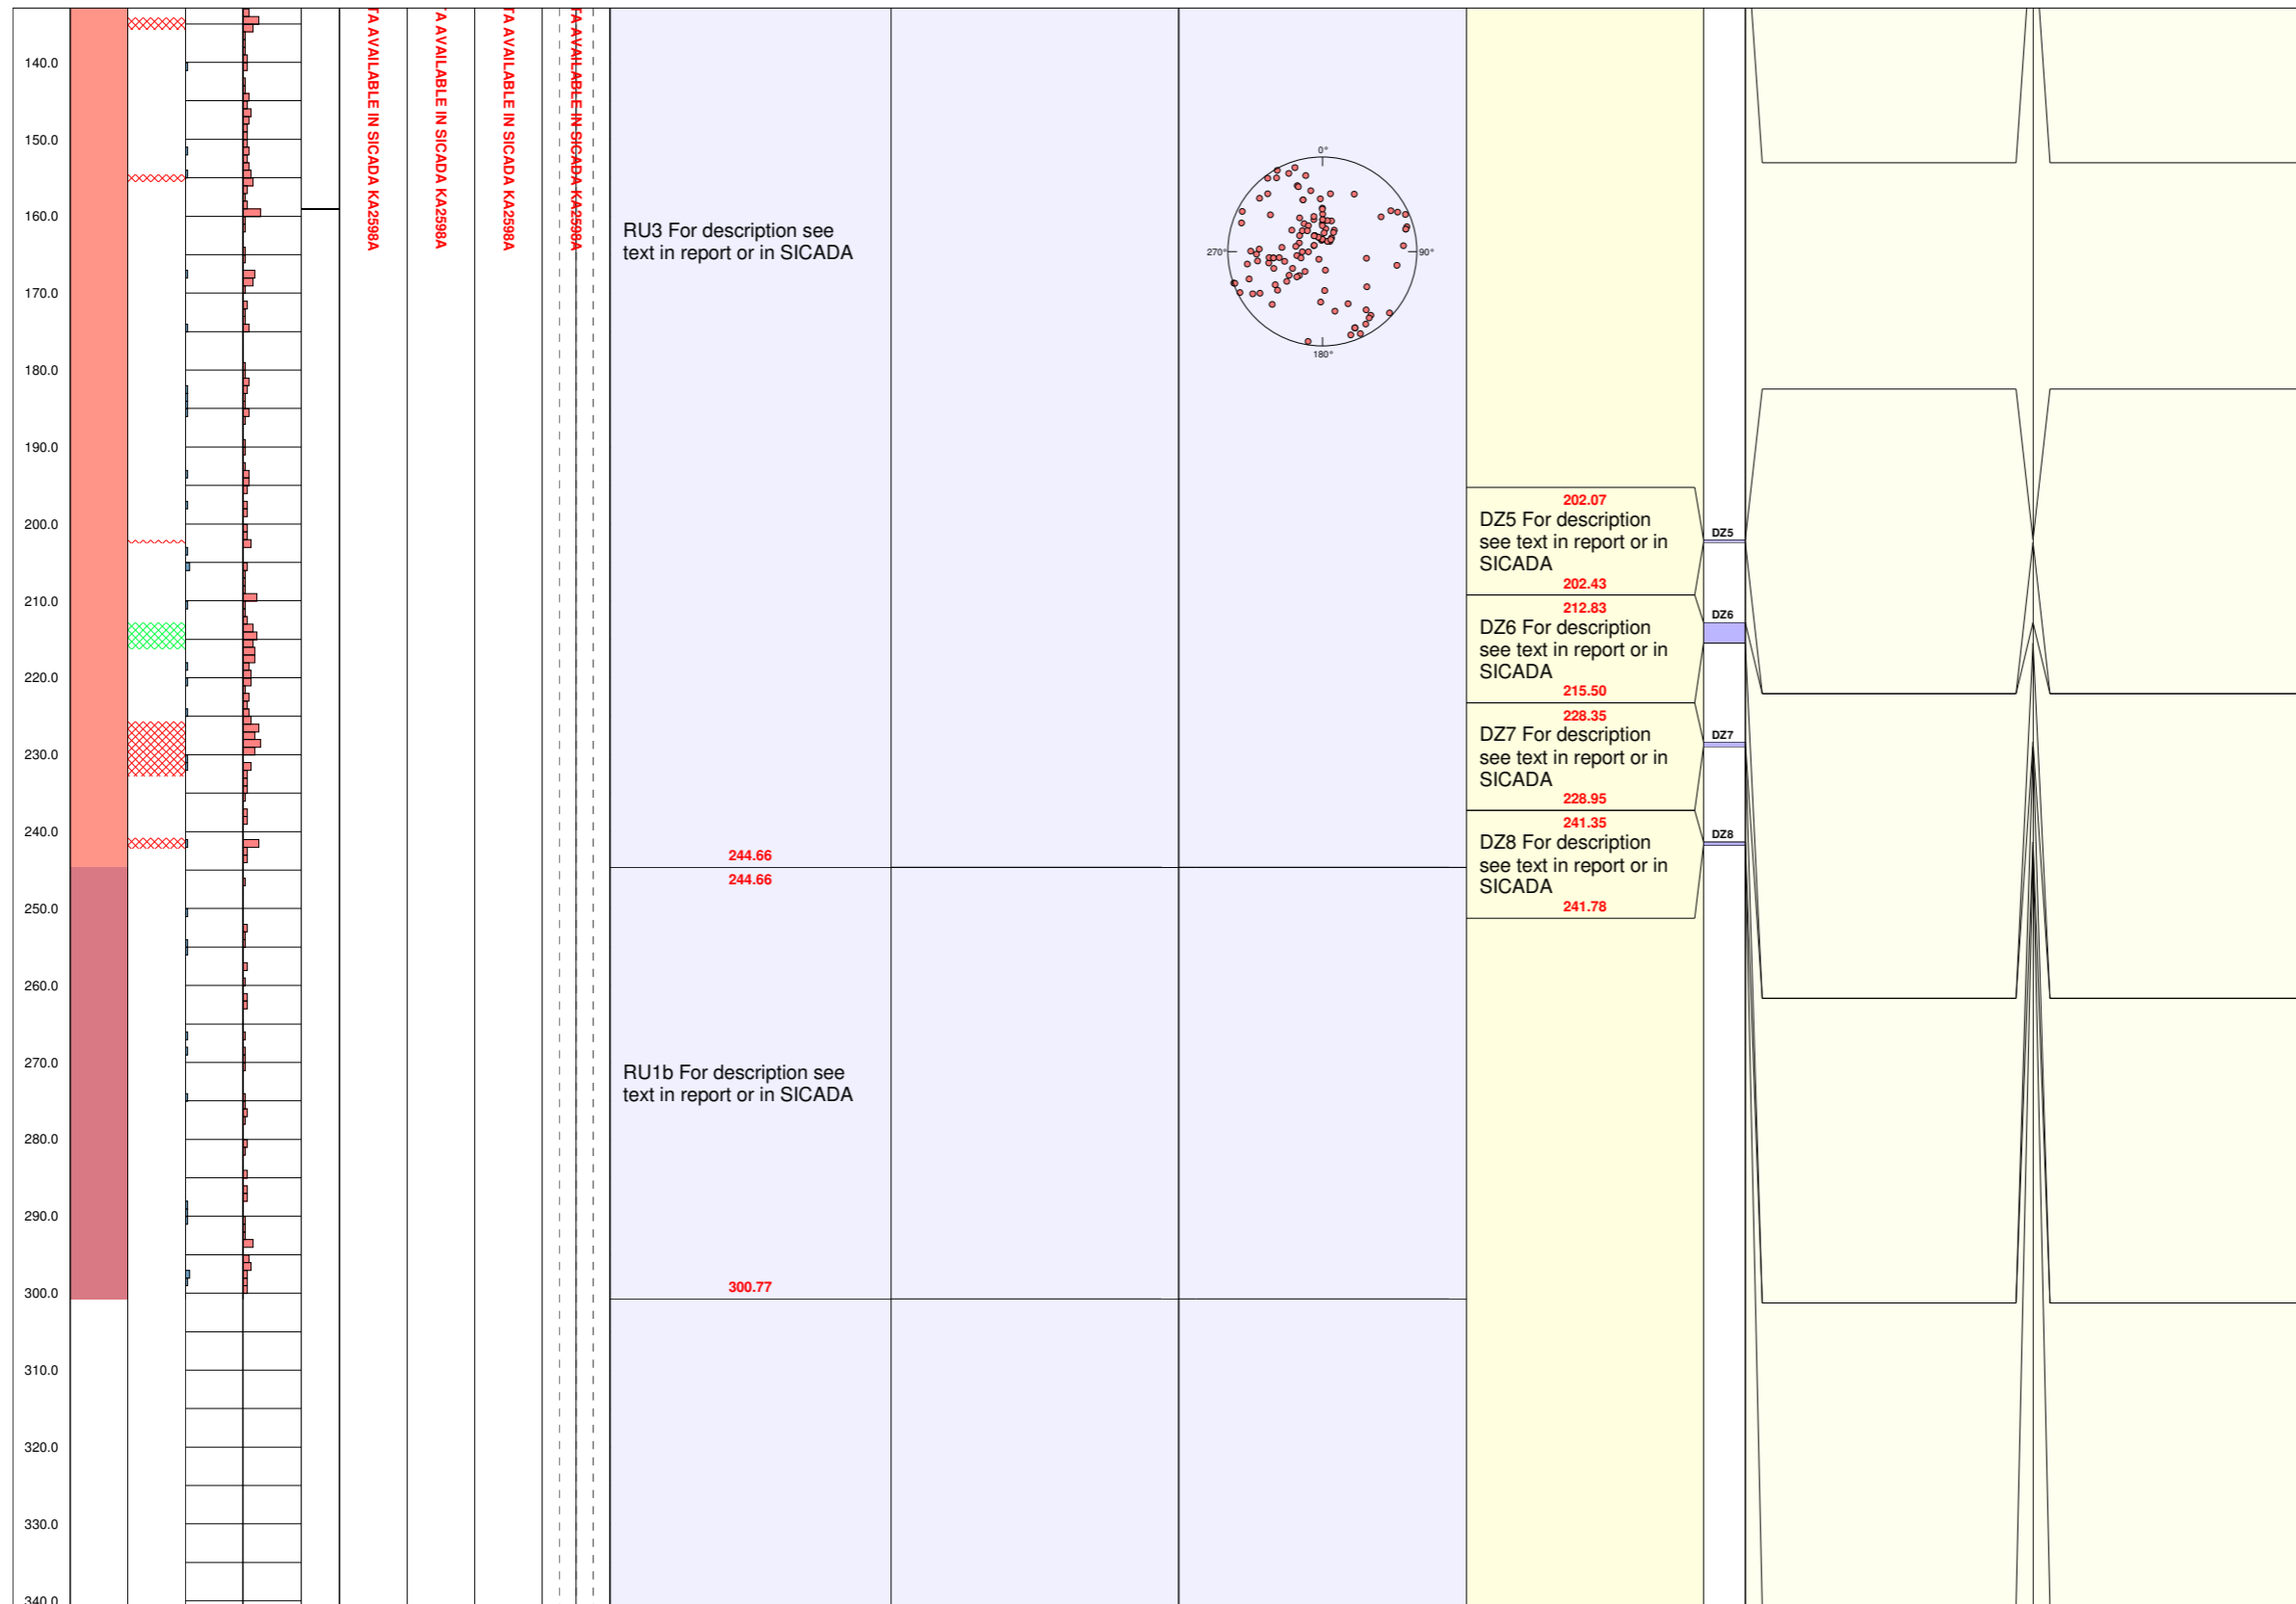 140.0
150.0
160.0
170.0
180.0
190.0
200.0
210.0
220.0
230.0
240.0
250.0
260.0
270.0
280.0
290.0
300.0
310.0
320.0
330.0
340.0
TA AVAILABLE IN SICADA KA2598A
A AVAILABLE IN SICADA KA2598A
TA AVAILABLE IN SICADA KA2598A
TA AVAILABLE IN SICADA KA2598A
RU3 For description see
text in report or in SICADA
244.66
244.66
RU1b For description see
text in report or in SICADA
300.77
0°
270°
90°
180°
202.07
DZ5 For description
see text in report or in
SICADA
202.43
212.83
DZ6 For description
see text in report or in
SICADA
215.50
228.35
DZ7 For description
see text in report or in
SICADA
228.95
241.35
DZ8 For description
see text in report or in
SICADA
241.78
DZ5
DZ6
DZ7
DZ8